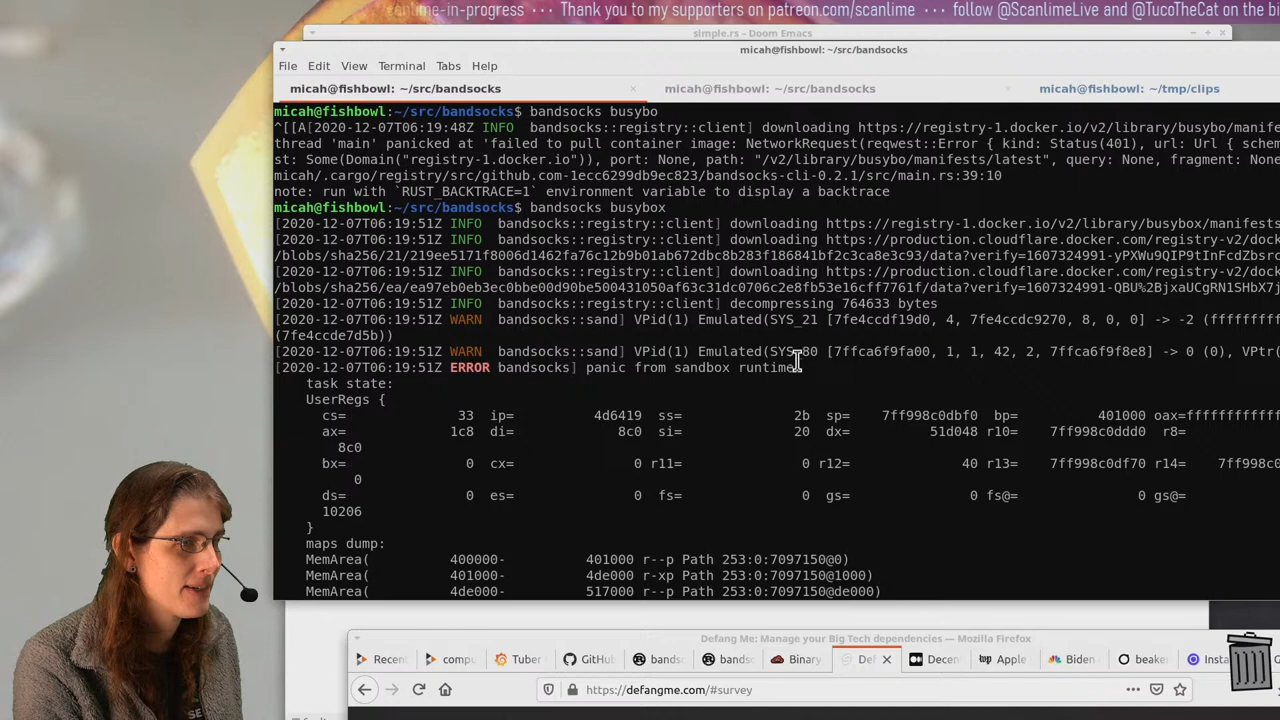 anlime-in-progress ··· Thank you to my supporters on patreon.com/scanlime ··· follow @ScanlimeLive and @TucoTheCat on the bi
simple.rs – Doom Emacs
micah@fishbowl: ~/src/bandsocks
File Edit View Terminal Tabs Help
micah@fishbowl: ~/src/bandsocks × micah@fishbowl: ~/src/bandsocks × micah@fishbowl: ~/tmp/clips
micah@fishbowl:~/src/bandsocks$ bandsocks busybo
^[[A[2020-12-07T06:19:48Z INFO  bandsocks::registry::client] downloading https://registry-1.docker.io/v2/library/busybo/manife
thread 'main' panicked at 'failed to pull container image: NetworkRequest(reqwest::Error { kind: Status(401), url: Url { schem
st: Some(Domain("registry-1.docker.io")), port: None, path: "/v2/library/busybo/manifests/latest", query: None, fragment: None
micah/.cargo/registry/src/github.com-1ecc6299db9ec823/bandsocks-cli-0.2.1/src/main.rs:39:10
note: run with `RUST_BACKTRACE=1` environment variable to display a backtrace
micah@fishbowl:~/src/bandsocks$ bandsocks busybox
[2020-12-07T06:19:51Z INFO  bandsocks::registry::client] downloading https://registry-1.docker.io/v2/library/busybox/manifests
[2020-12-07T06:19:51Z INFO  bandsocks::registry::client] downloading https://production.cloudflare.docker.com/registry-v2/dock
/blobs/sha256/21/219ee5171f8006d1462fa76c12b9b01ab672dbc8b283f186841bf2c3ca8e3c93/data?verify=1607324991-yPXWu9QIP9tInFcdZbsrc
[2020-12-07T06:19:51Z INFO  bandsocks::registry::client] downloading https://production.cloudflare.docker.com/registry-v2/dock
/blobs/sha256/ea/ea97eb0eb3ec0bbe00d90be500431050af63c31dc0706c2e8fb53e16cff7761f/data?verify=1607324991-QBU%2BjxaUCgRN1SHbX7j
[2020-12-07T06:19:51Z INFO  bandsocks::registry::client] decompressing 764633 bytes
[2020-12-07T06:19:51Z WARN  bandsocks::sand] VPid(1) Emulated(SYS_21 [7fe4ccdf19d0, 4, 7fe4ccdc9270, 8, 0, 0] -> -2 (ffffffff
(7fe4ccde7d5b))
[2020-12-07T06:19:51Z WARN  bandsocks::sand] VPid(1) Emulated(SYS_80 [7ffca6f9fa00, 1, 1, 42, 2, 7ffca6f9f8e8] -> 0 (0), VPtr(
[2020-12-07T06:19:51Z ERROR bandsocks] panic from sandbox runtime,
task state:
UserRegs {
cs= 33 ip= 4d6419 ss= 2b sp= 7ff998c0dbf0 bp= 401000 oax=ffffffffffff
ax= 1c8 di= 8c0 si= 20 dx= 51d048 r10= 7ff998c0ddd0 r8=
8c0
bx= 0 cx= 0 r11= 0 r12= 40 r13= 7ff998c0df70 r14= 7ff998c
0
ds= 0 es= 0 fs= 0 gs= 0 fs@= 0 gs@=
10206
}
maps dump:
MemArea( 400000- 401000 r--p Path 253:0:7097150@0)
MemArea( 401000- 4de000 r-xp Path 253:0:7097150@1000)
MemArea( 4de000- 517000 r--p Path 253:0:7097150@de000)
Defang Me: Manage your Big Tech dependencies — Mozilla Firefox
Recent compu Tuber GitHub bands bands Binary Def Decen Apple Biden beaker Insta
https://defangme.com/#survey
SE